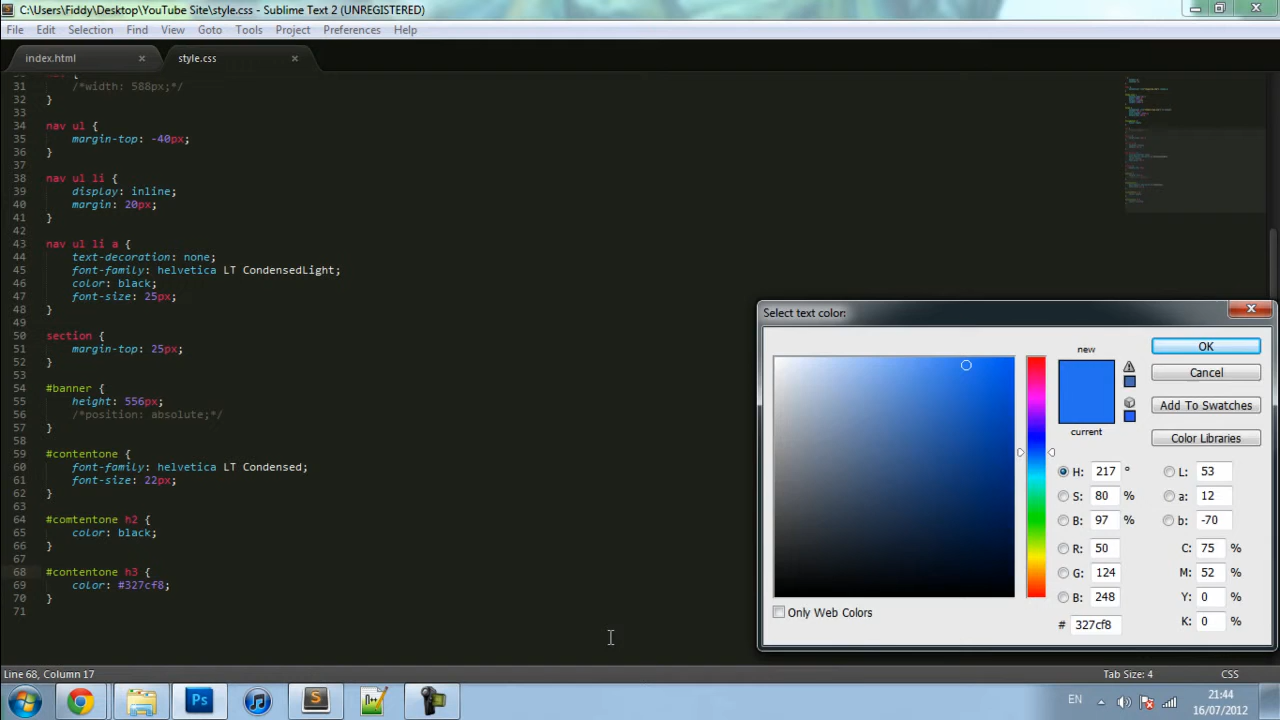 C:\Users\Fiddy\Desktop\YouTube Site\style.css - Sublime Text 2 (UNREGISTERED)
File Edit Selection Find View Goto Tools Project Preferences Help
index.html style.css
31 /*width: 588px;*/
32 }
33
34 nav ul {
35 margin-top: -40px;
36 }
37
38 nav ul li {
39 display: inline;
40 margin: 20px;
41 }
42
43 nav ul li a {
44 text-decoration: none;
45 font-family: helvetica LT CondensedLight;
46 color: black;
47 font-size: 25px;
48 }
49
50 section {
51 margin-top: 25px;
52 }
53
54 #banner {
55 height: 556px;
56 /*position: absolute;*/
57 }
58
59 #contentone {
60 font-family: helvetica LT Condensed;
61 font-size: 22px;
62 }
63
64 #comtentone h2 {
65 color: black;
66 }
67
68 #contentone h3 {
69 color: #327cf8;
70 }
71
Select text color:
new
current
OK
Cancel
Add To Swatches
Color Libraries
H: 217 °
S: 80 %
B: 97 %
R: 50
G: 124
B: 248
# 327cf8
L: 53
a: 12
b: -70
C: 75 %
M: 52 %
Y: 0 %
K: 0 %
Only Web Colors
Line 68, Column 17
Tab Size: 4 CSS
Ps
S
EN
21:44
16/07/2012